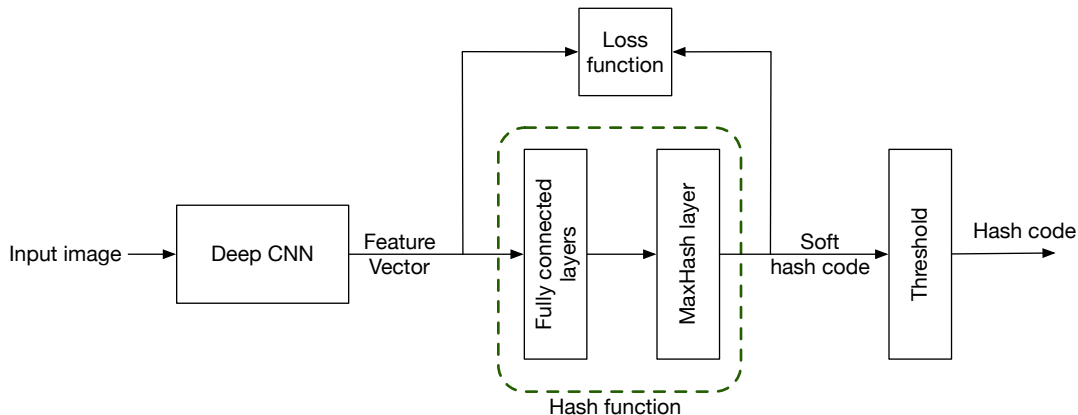 Loss
function
Input image
Deep CNN
Feature
Vector
Fully connected
layers
MaxHash layer
Soft
hash code
Threshold
Hash code
Hash function